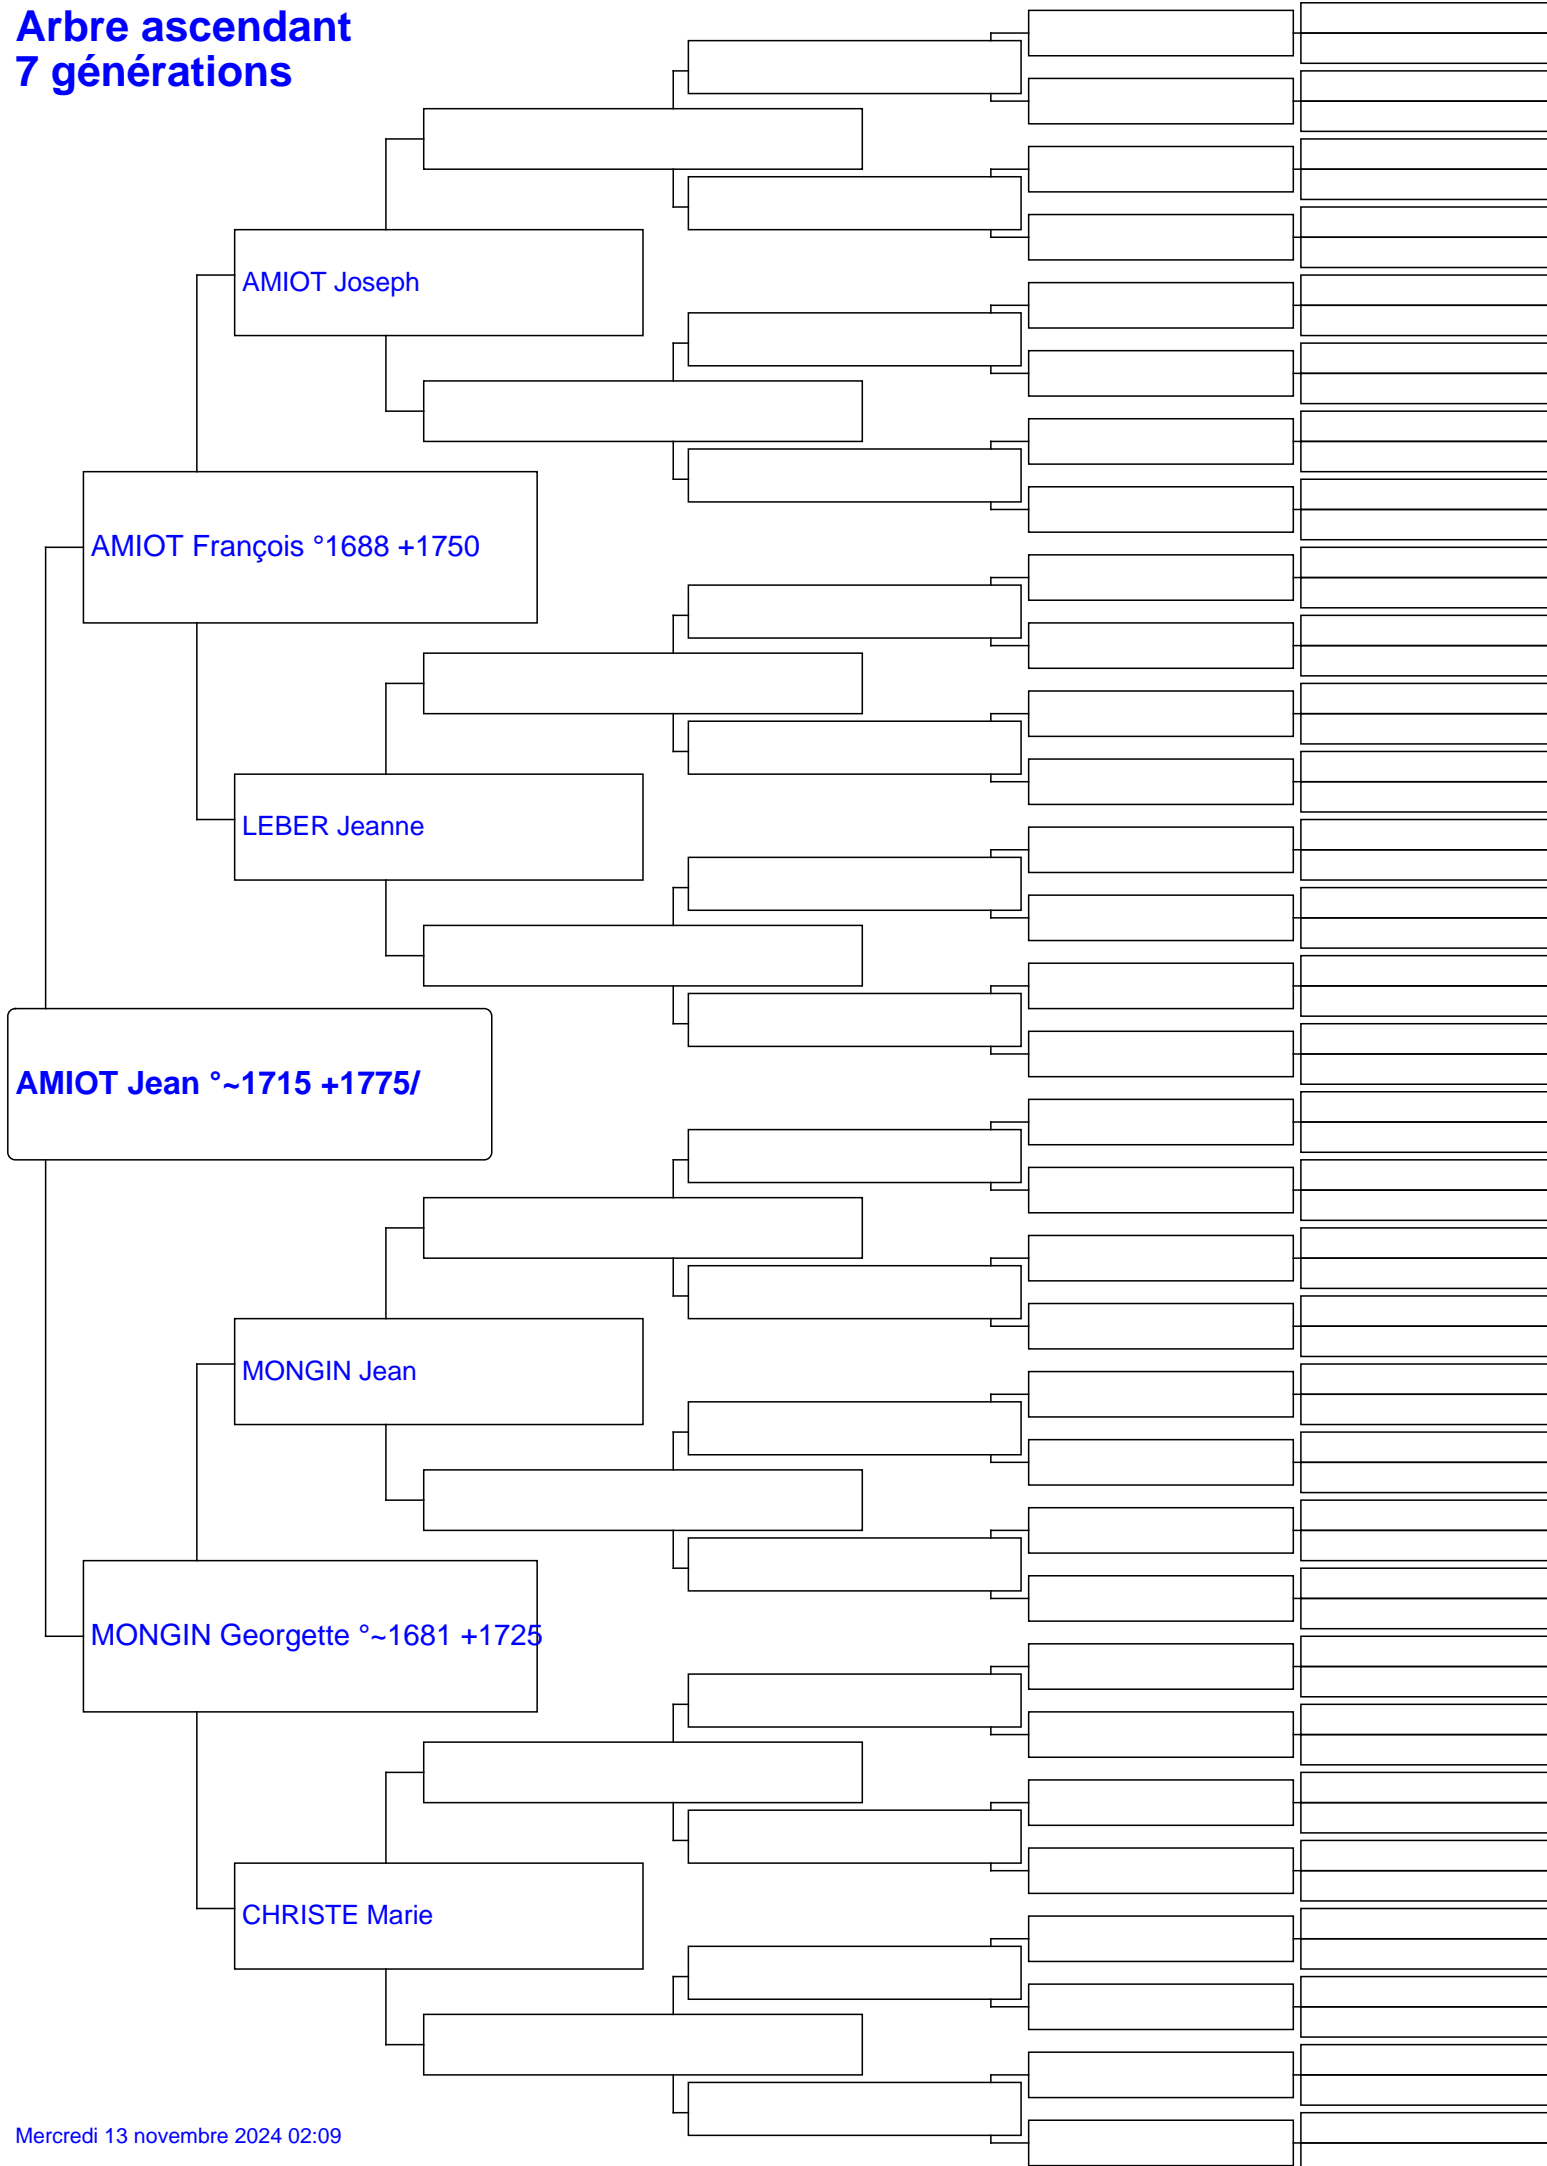 Arbre ascendant
7 générations
AMIOT Joseph
AMIOT François °1688 +1750
LEBER Jeanne
AMIOT Jean °~1715 +1775/
MONGIN Jean
MONGIN Georgette °~1681 +1725
CHRISTE Marie
Mercredi 13 novembre 2024 02:09